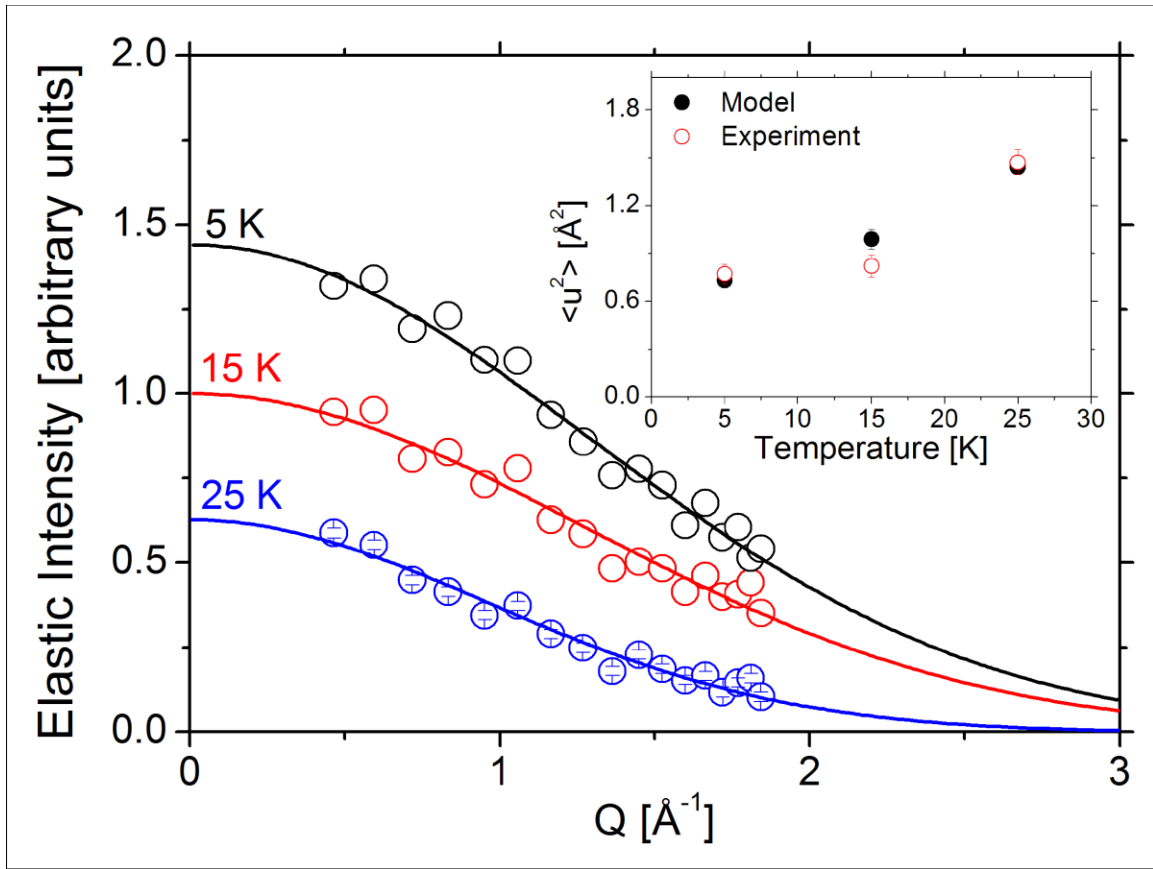 Elastic Intensity [arbitrary units]
2.0
1.5
1.0
0.5
0.0
5 K
15 K
25 K
0
1
2
3
Q [Å⁻¹]
Model
Experiment
<u²> [Å²]
1.8
1.2
0.6
0.0
0 5 10 15 20 25 30
Temperature [K]